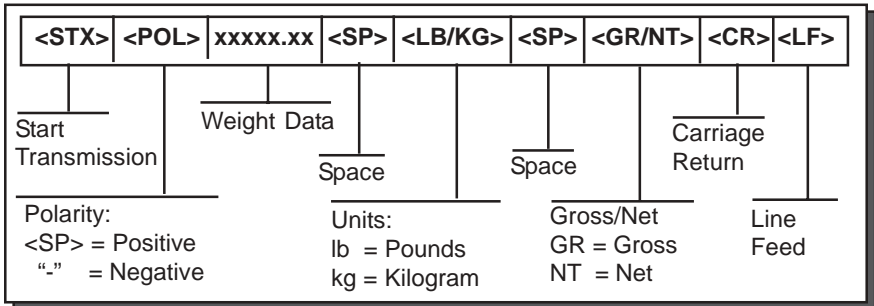 <STX> <POL> xxxxx.xx <SP> <LB/KG> <SP> <GR/NT> <CR> <LF>
Start
Transmission
Weight Data
Space
Space
Carriage
Return
Polarity:
<SP> = Positive
“-” = Negative
Units:
lb = Pounds
kg = Kilogram
Gross/Net
GR = Gross
NT = Net
Line
Feed